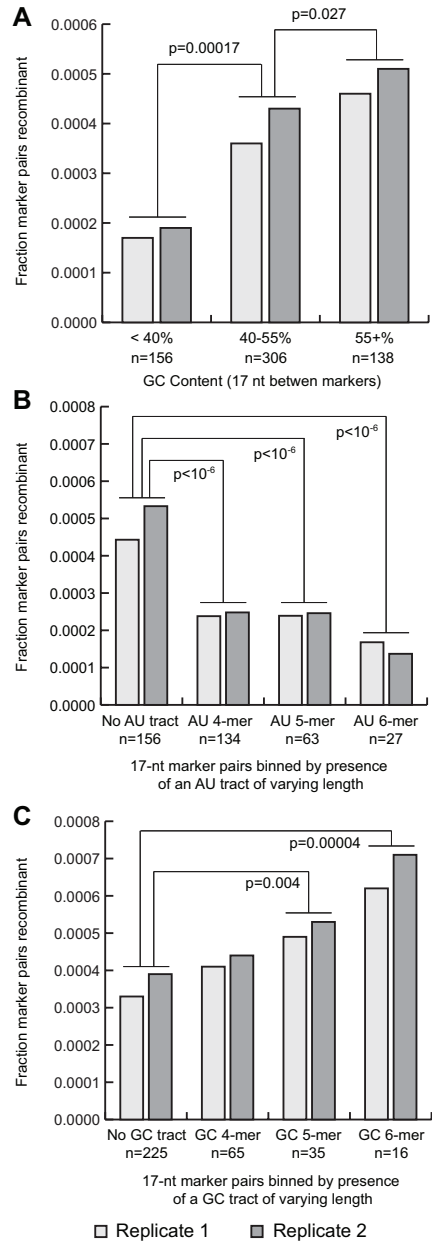 A
0.0006
0.0005
0.0004
0.0003
0.0002
0.0001
0.0000
Fraction marker pairs recombinant
p=0.00017
p=0.027
< 40%
n=156
40-55%
n=306
55+%
n=138
GC Content (17 nt betwen markers)
B
0.0008
0.0007
0.0006
0.0005
0.0004
0.0003
0.0002
0.0001
0.0000
Fraction marker pairs recombinant
p<10-6
p<10-6
p<10-6
No AU tract
n=156
AU 4-mer
n=134
AU 5-mer
n=63
AU 6-mer
n=27
17-nt marker pairs binned by presence
of an AU tract of varying length
C
0.0008
0.0007
0.0006
0.0005
0.0004
0.0003
0.0002
0.0001
0.0000
Fraction marker pairs recombinant
p=0.00004
p=0.004
No GC tract
n=225
GC 4-mer
n=65
GC 5-mer
n=35
GC 6-mer
n=16
17-nt marker pairs binned by presence
of a GC tract of varying length
Replicate 1
Replicate 2